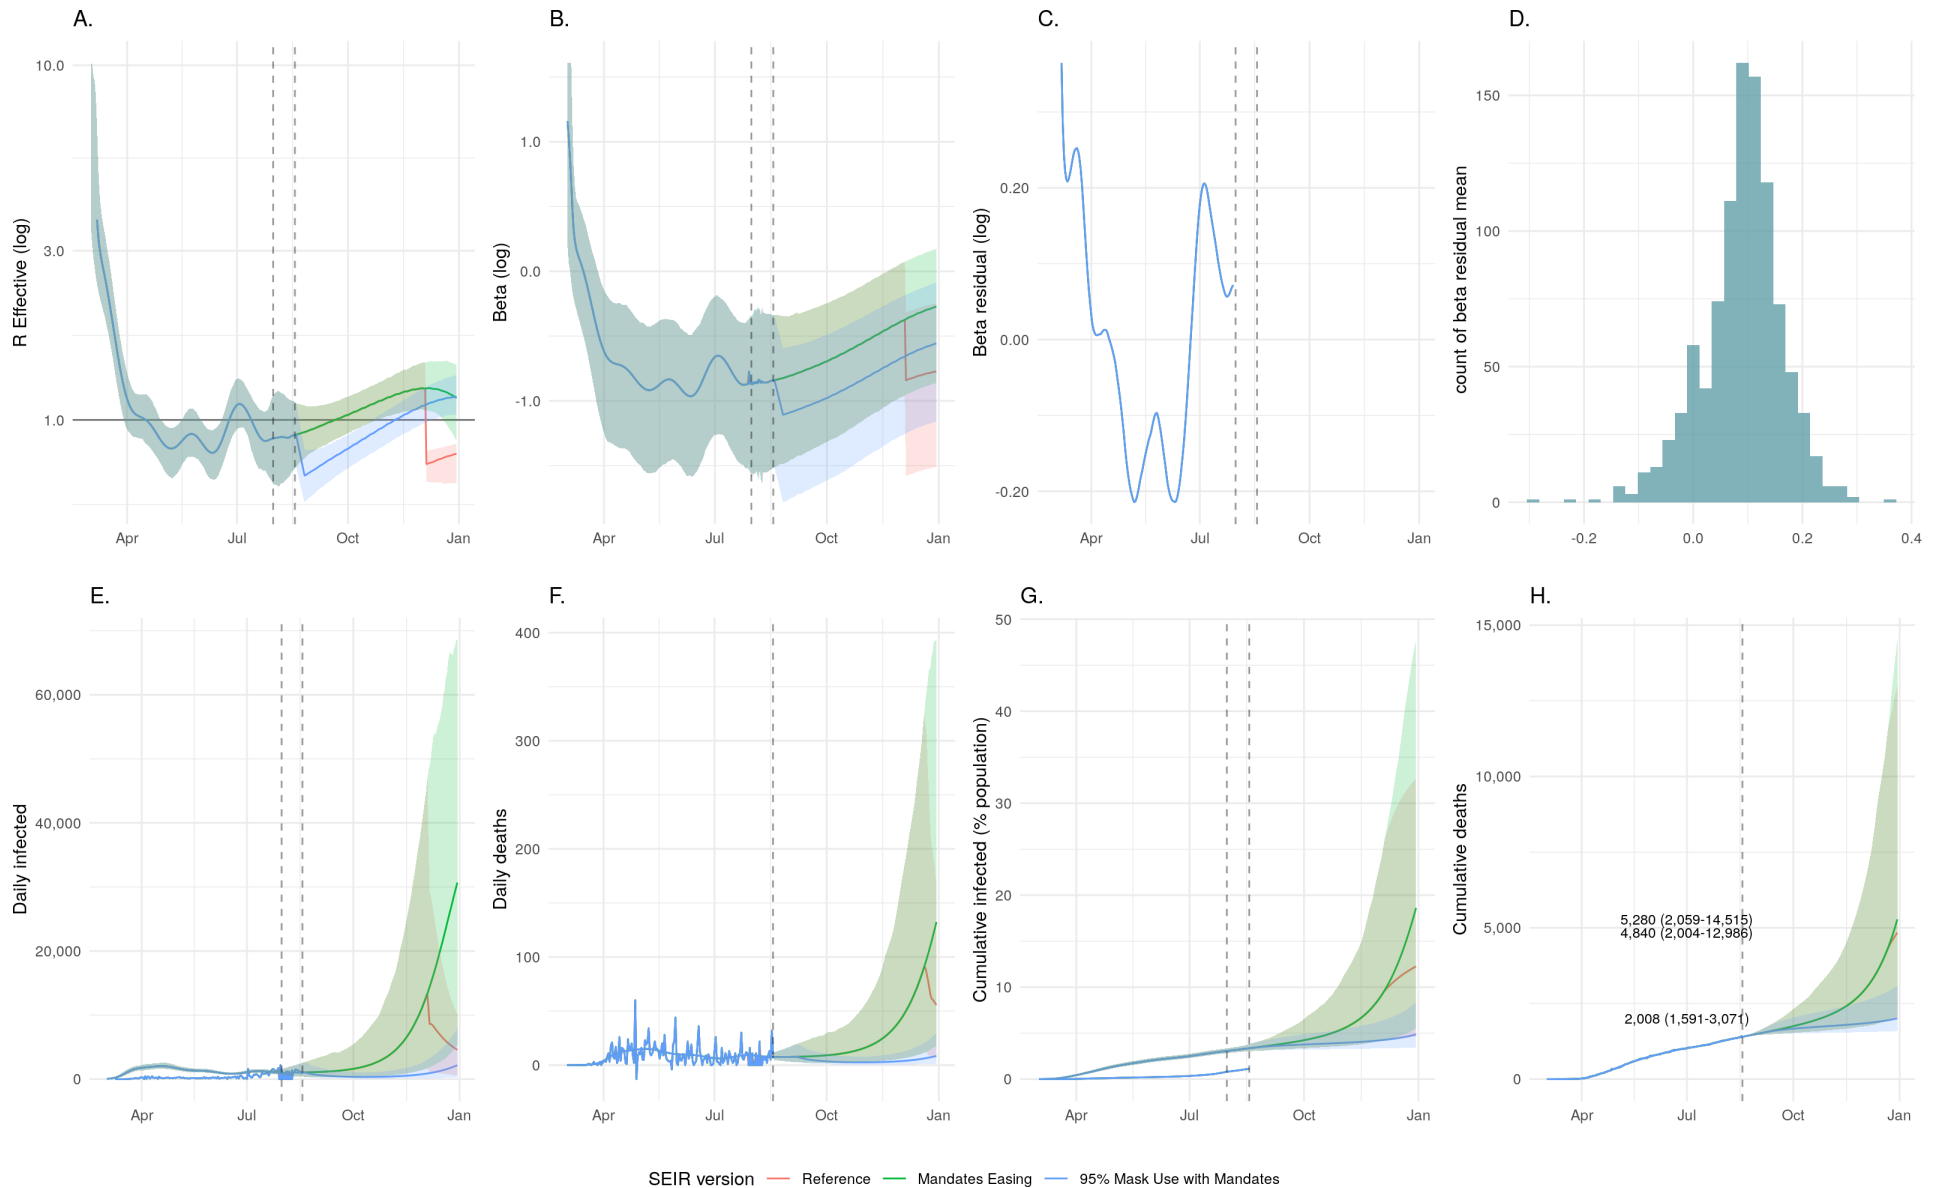 A.
B.
C.
D.
R Effective (log)
10.0
3.0
1.0
Apr
Jul
Oct
Jan
Beta (log)
1.0
0.0
-1.0
Apr
Jul
Oct
Jan
Beta residual (log)
0.20
0.00
-0.20
Apr
Jul
Oct
Jan
count of beta residual mean
150
100
50
0
-0.2
0.0
0.2
0.4
E.
F.
G.
H.
Daily infected
60,000
40,000
20,000
0
Apr
Jul
Oct
Jan
Daily deaths
400
300
200
100
0
Apr
Jul
Oct
Jan
Cumulative infected (% population)
50
40
30
20
10
0
Apr
Jul
Oct
Jan
Cumulative deaths
15,000
10,000
5,000
0
5,280 (2,059-14,515)
4,840 (2,004-12,986)
2,008 (1,591-3,071)
Apr
Jul
Oct
Jan
SEIR version Reference Mandates Easing 95% Mask Use with Mandates